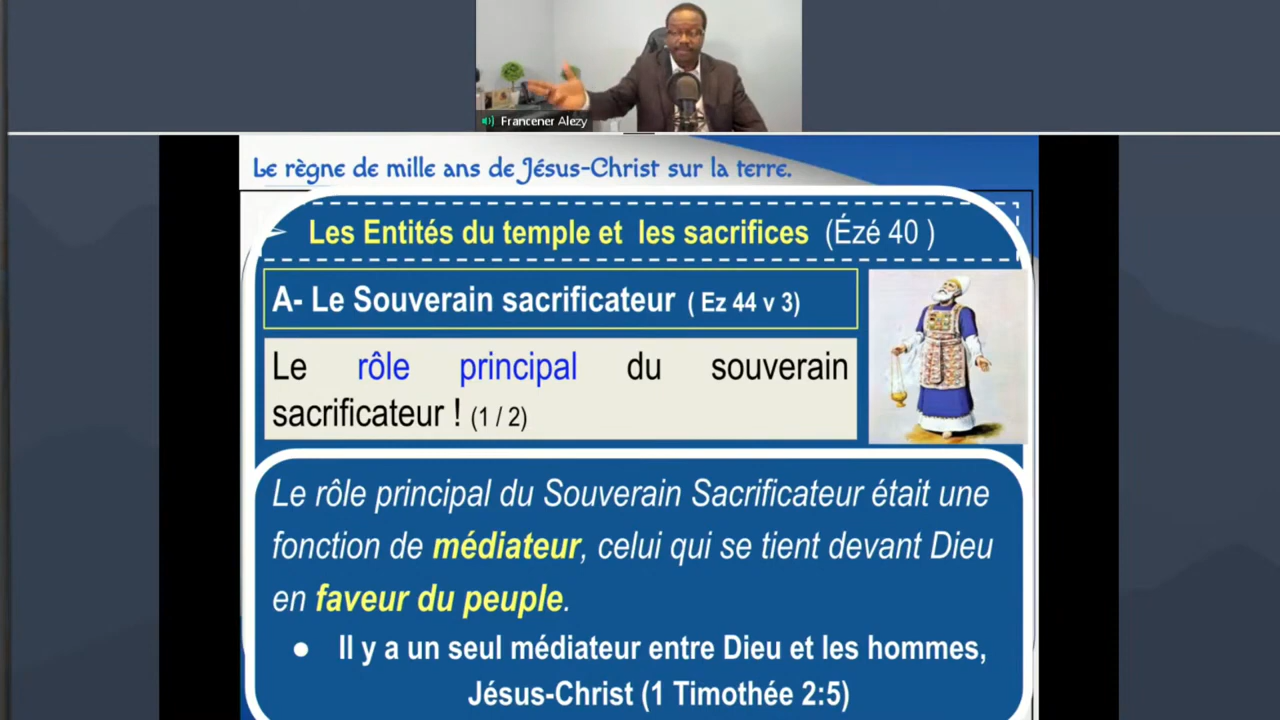 Francener Alezy
Le règne de mille ans de Jésus-Christ sur la terre.
Les Entités du temple et les sacrifices (Ézé 40 )
A- Le Souverain sacrificateur ( Ez 44 v 3)
Le rôle principal du souverain
sacrificateur ! (1 / 2)
Le rôle principal du Souverain Sacrificateur était une
fonction de médiateur, celui qui se tient devant Dieu
en faveur du peuple.
● Il y a un seul médiateur entre Dieu et les hommes,
Jésus-Christ (1 Timothée 2:5)